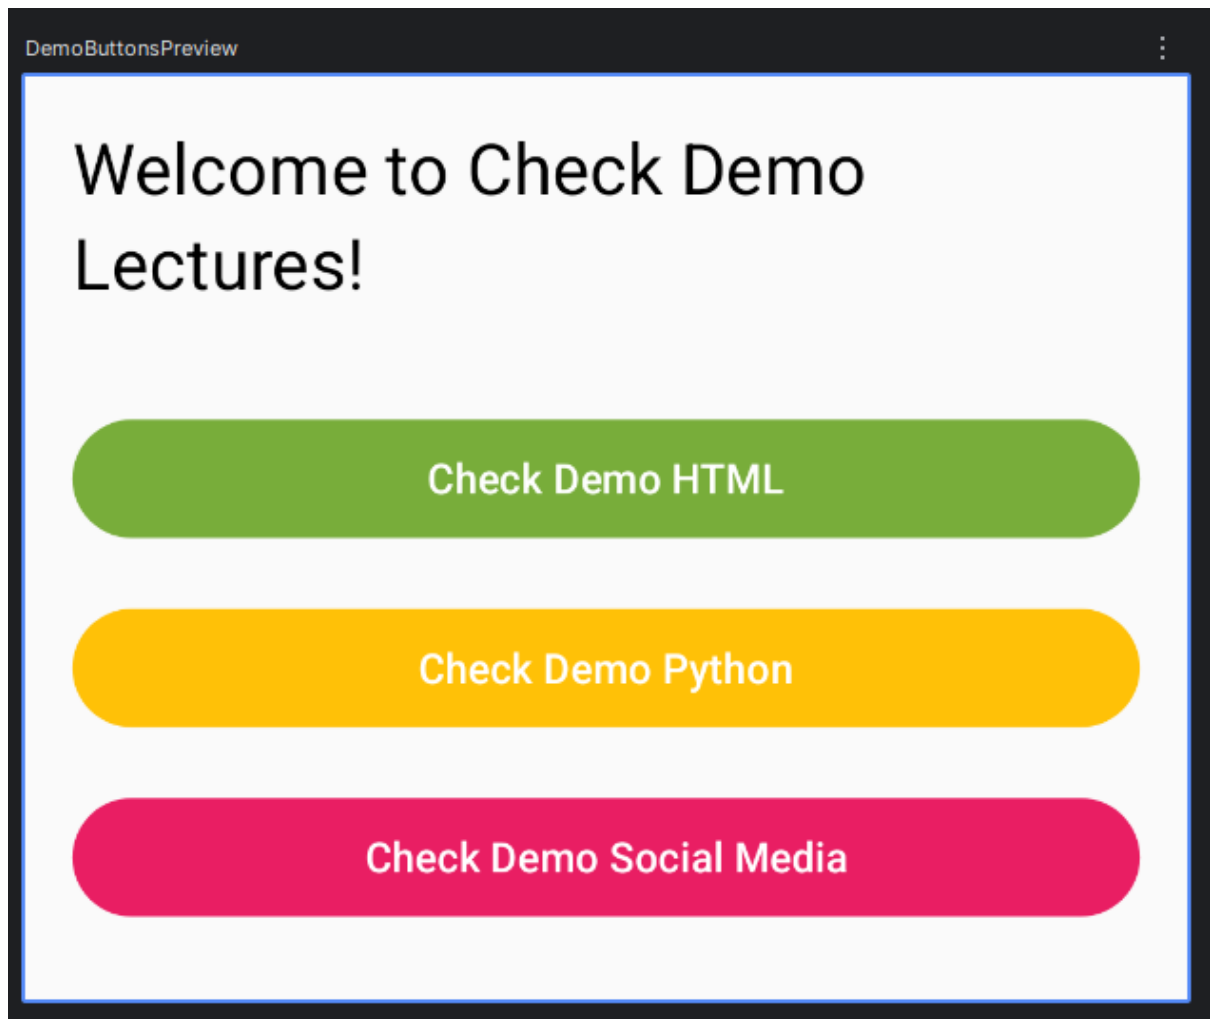 DemoButtonsPreview
Welcome to Check Demo
Lectures!
Check Demo HTML
Check Demo Python
Check Demo Social Media